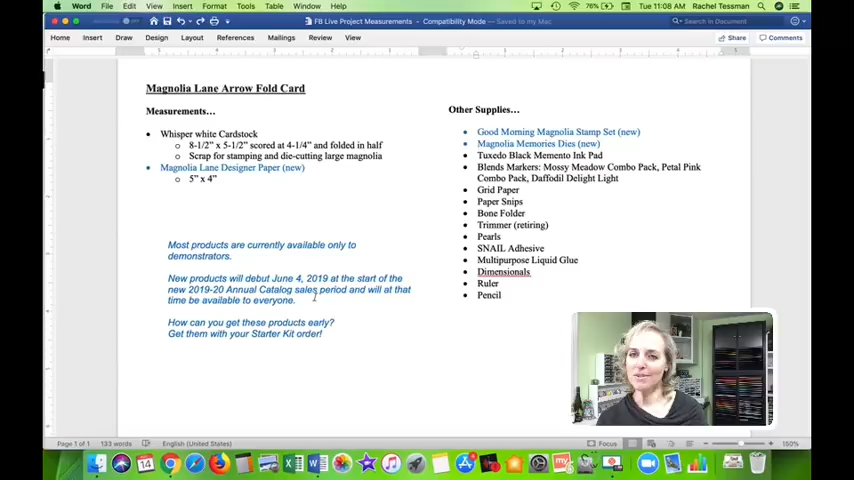 Word File Edit View Insert Format Tools Table Window Help
76% Tue 11:08 AM Rachel Tessman
FB Live Project Measurements - Compatibility Mode — Saved to my Mac
Search in Document
Home Insert Draw Design Layout References Mailings Review View
Share Comments
Magnolia Lane Arrow Fold Card
Measurements…
• Whisper white Cardstock
o 8-1/2” x 5-1/2” scored at 4-1/4” and folded in half
o Scrap for stamping and die-cutting large magnolia
• Magnolia Lane Designer Paper (new)
o 5” x 4”
Most products are currently available only to
demonstrators.
New products will debut June 4, 2019 at the start of the
new 2019-20 Annual Catalog sales period and will at that
time be available to everyone.
How can you get these products early?
Get them with your Starter Kit order!
Other Supplies…
• Good Morning Magnolia Stamp Set (new)
• Magnolia Memories Dies (new)
• Tuxedo Black Memento Ink Pad
• Blends Markers: Mossy Meadow Combo Pack, Petal Pink
Combo Pack, Daffodil Delight Light
• Grid Paper
• Paper Snips
• Bone Folder
• Trimmer (retiring)
• Pearls
• SNAIL Adhesive
• Multipurpose Liquid Glue
• Dimensionals
• Ruler
• Pencil
Page 1 of 1 133 words English (United States)
Focus 150%
14
my